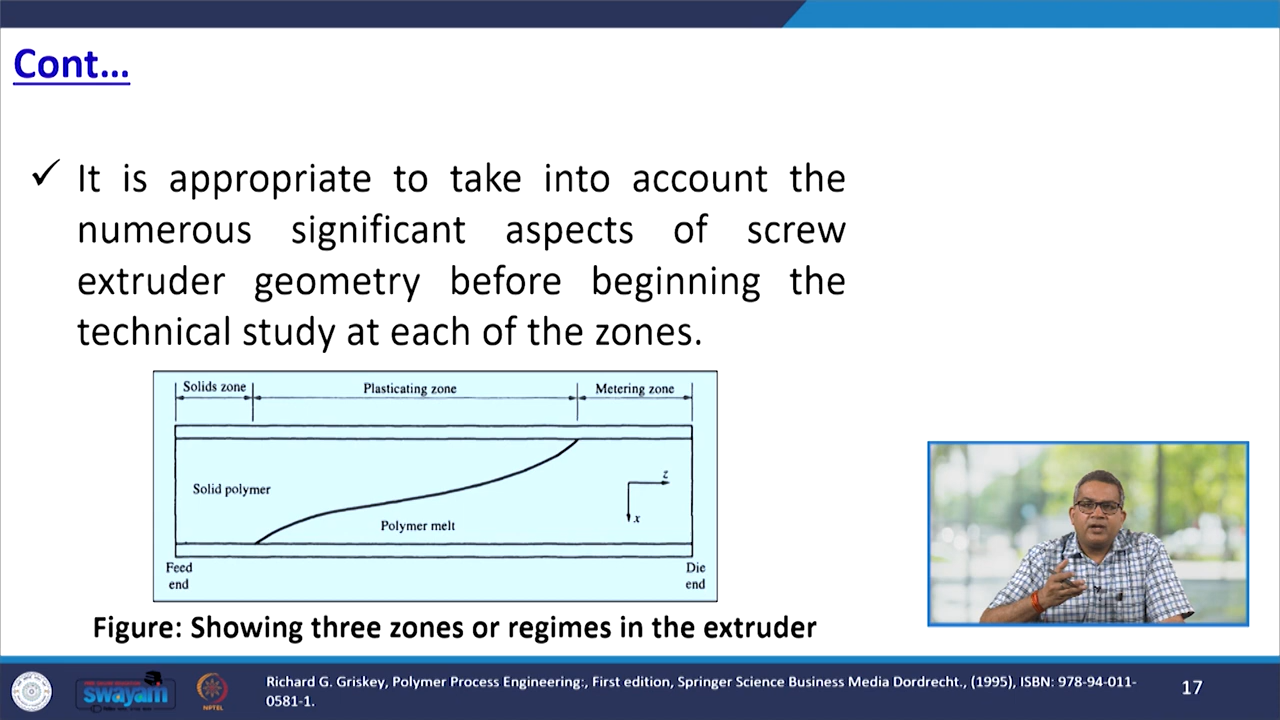 Cont...
✓ It is appropriate to take into account the
numerous significant aspects of screw
extruder geometry before beginning the
technical study at each of the zones.
Solids zone
Plasticating zone
Metering zone
Solid polymer
Polymer melt
z
x
Feed
end
Die
end
Figure: Showing three zones or regimes in the extruder
swayam
NPTEL
Richard G. Griskey, Polymer Process Engineering:, First edition, Springer Science Business Media Dordrecht., (1995), ISBN: 978-94-011-
0581-1.
17